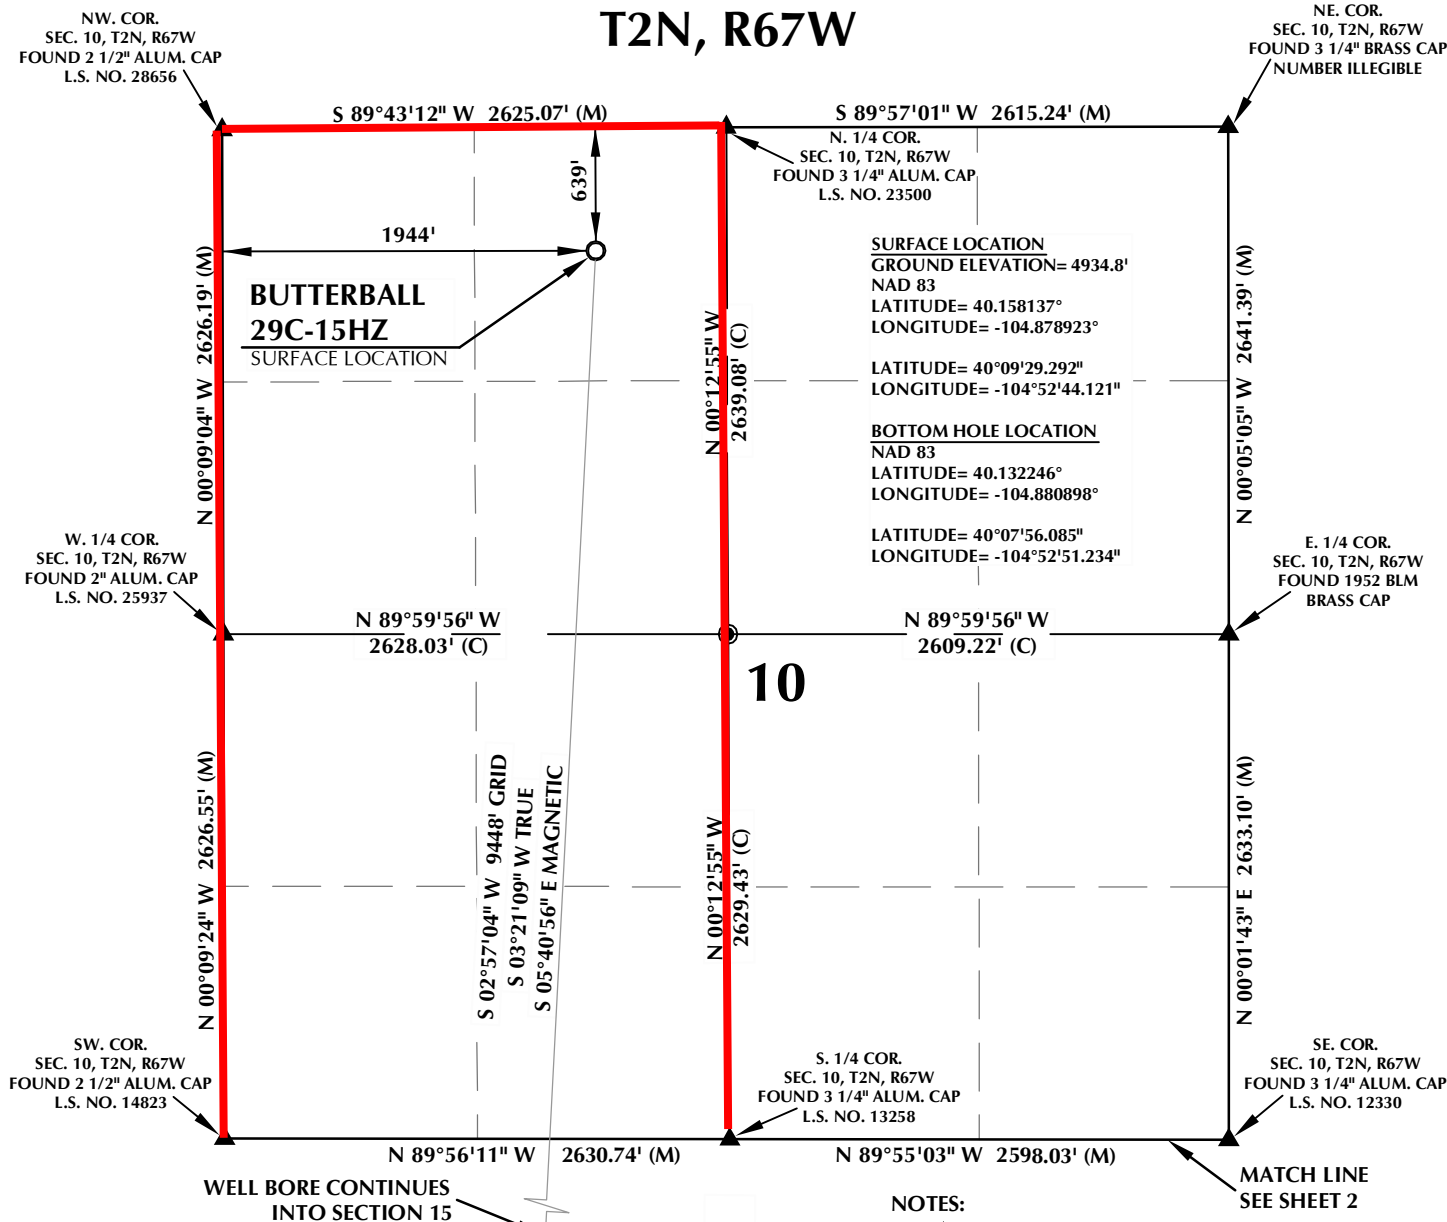 T2N, R67W
NW. COR.
SEC. 10, T2N, R67W
FOUND 2 1/2" ALUM. CAP
L.S. NO. 28656
NE. COR.
SEC. 10, T2N, R67W
FOUND 3 1/4" BRASS CAP
NUMBER ILLEGIBLE
S 89°43'12" W 2625.07' (M)
S 89°57'01" W 2615.24' (M)
N. 1/4 COR.
SEC. 10, T2N, R67W
FOUND 3 1/4" ALUM. CAP
L.S. NO. 23500
639'
1944'
BUTTERBALL
29C-15HZ
SURFACE LOCATION
N 00°09'04" W 2626.19' (M)
N 00°12'55" W
2639.08' (C)
SURFACE LOCATION
GROUND ELEVATION= 4934.8'
NAD 83
LATITUDE= 40.158137°
LONGITUDE= -104.878923°
LATITUDE= 40°09'29.292"
LONGITUDE= -104°52'44.121"
BOTTOM HOLE LOCATION
NAD 83
LATITUDE= 40.132246°
LONGITUDE= -104.880898°
LATITUDE= 40°07'56.085"
LONGITUDE= -104°52'51.234"
N 00°05'05" W 2641.39' (M)
W. 1/4 COR.
SEC. 10, T2N, R67W
FOUND 2" ALUM. CAP
L.S. NO. 25937
E. 1/4 COR.
SEC. 10, T2N, R67W
FOUND 1952 BLM
BRASS CAP
N 89°59'56" W
2628.03' (C)
N 89°59'56" W
2609.22' (C)
10
N 00°09'24" W 2626.55' (M)
S 02°57'04" W 9448' GRID
S 03°21'09" W TRUE
S 05°40'56" E MAGNETIC
N 00°12'55" W
2629.43' (C)
N 00°01'43" E 2633.10' (M)
SW. COR.
SEC. 10, T2N, R67W
FOUND 2 1/2" ALUM. CAP
L.S. NO. 14823
S. 1/4 COR.
SEC. 10, T2N, R67W
FOUND 3 1/4" ALUM. CAP
L.S. NO. 13258
SE. COR.
SEC. 10, T2N, R67W
FOUND 3 1/4" ALUM. CAP
L.S. NO. 12330
N 89°56'11" W 2630.74' (M)
N 89°55'03" W 2598.03' (M)
WELL BORE CONTINUES
INTO SECTION 15
NOTES:
MATCH LINE
SEE SHEET 2